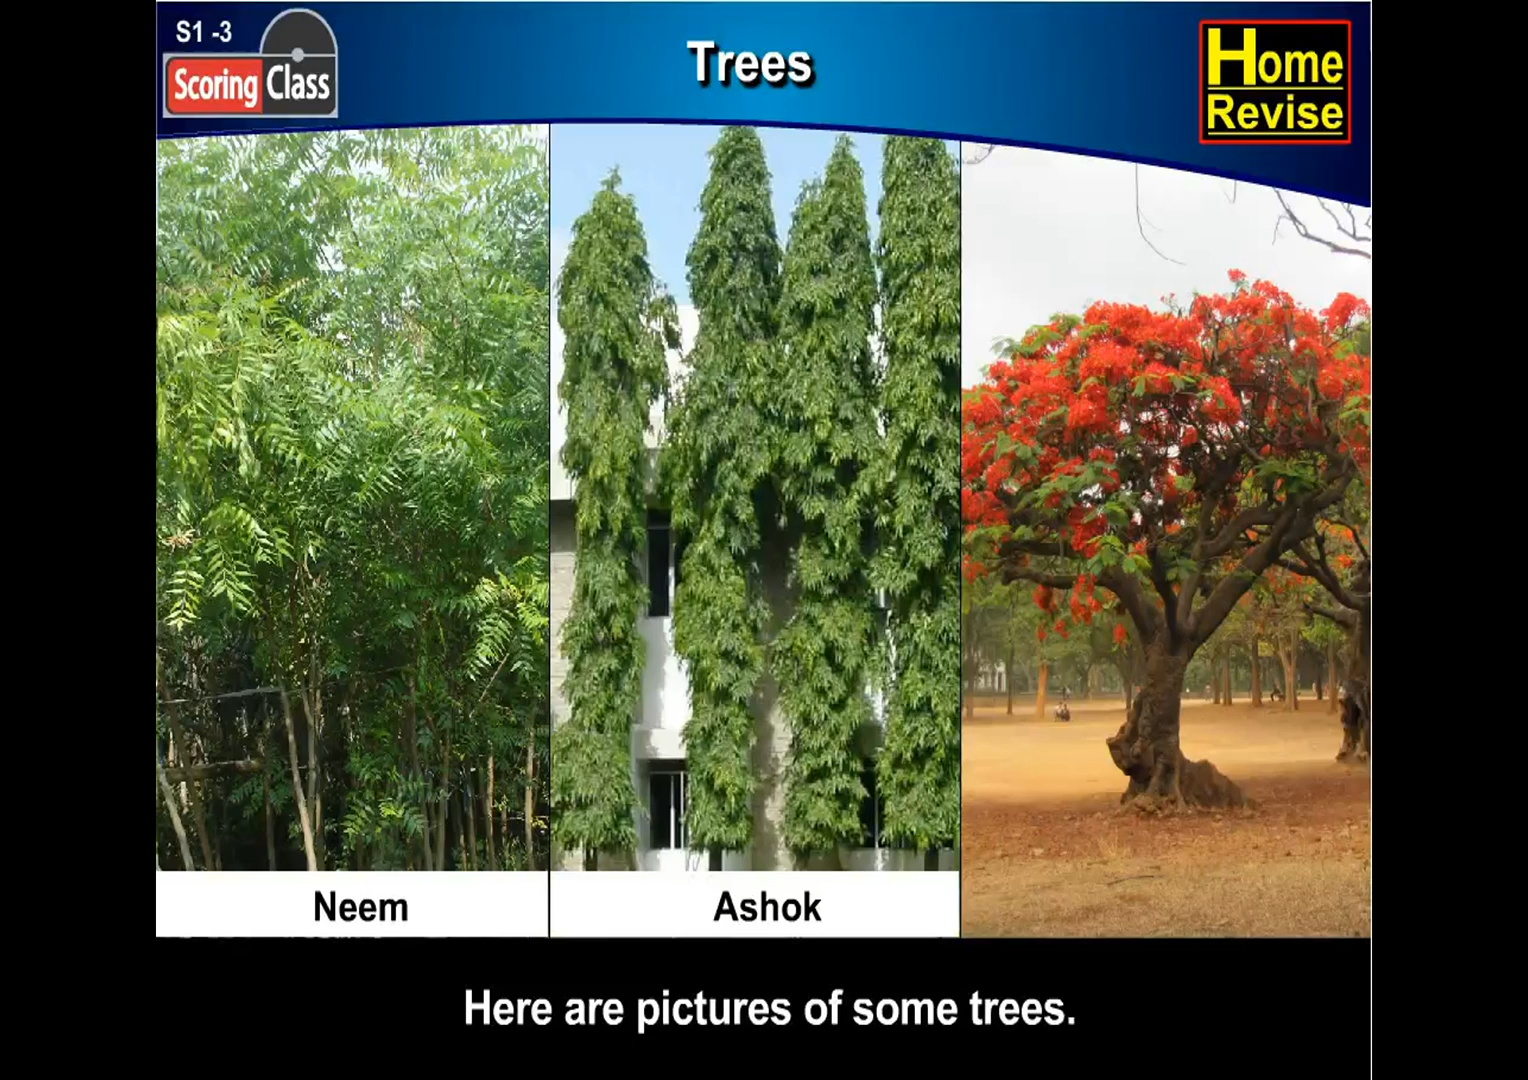 S1 -3
Scoring Class
Trees
Home
Revise
Neem
Ashok
Here are pictures of some trees.